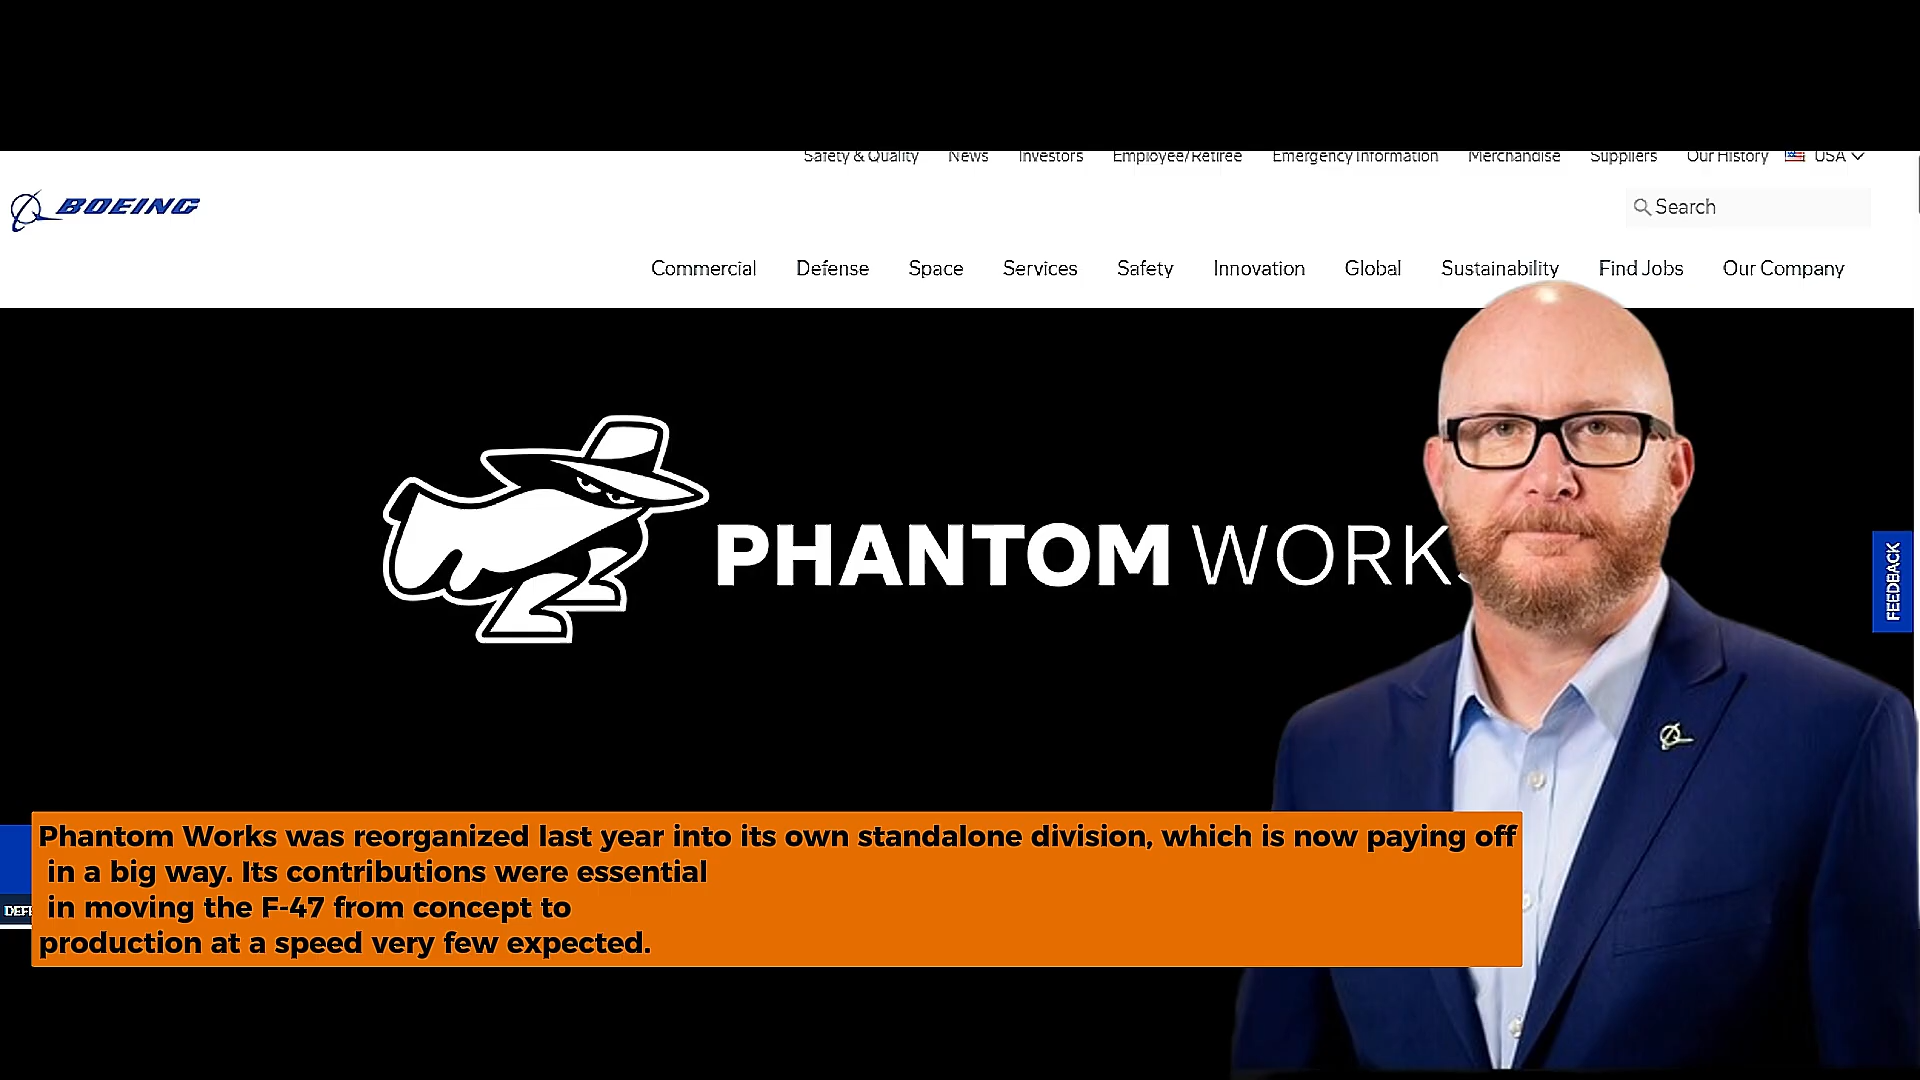 Safety & Quality News Investors Employee/Retiree Emergency Information Merchandise Suppliers Our History USA
BOEING
Search
Commercial Defense Space Services Safety Innovation Global Sustainability Find Jobs Our Company
PHANTOM WORKS
FEEDBACK
Phantom Works was reorganized last year into its own standalone division, which is now paying off
in a big way. Its contributions were essential
in moving the F-47 from concept to
production at a speed very few expected.